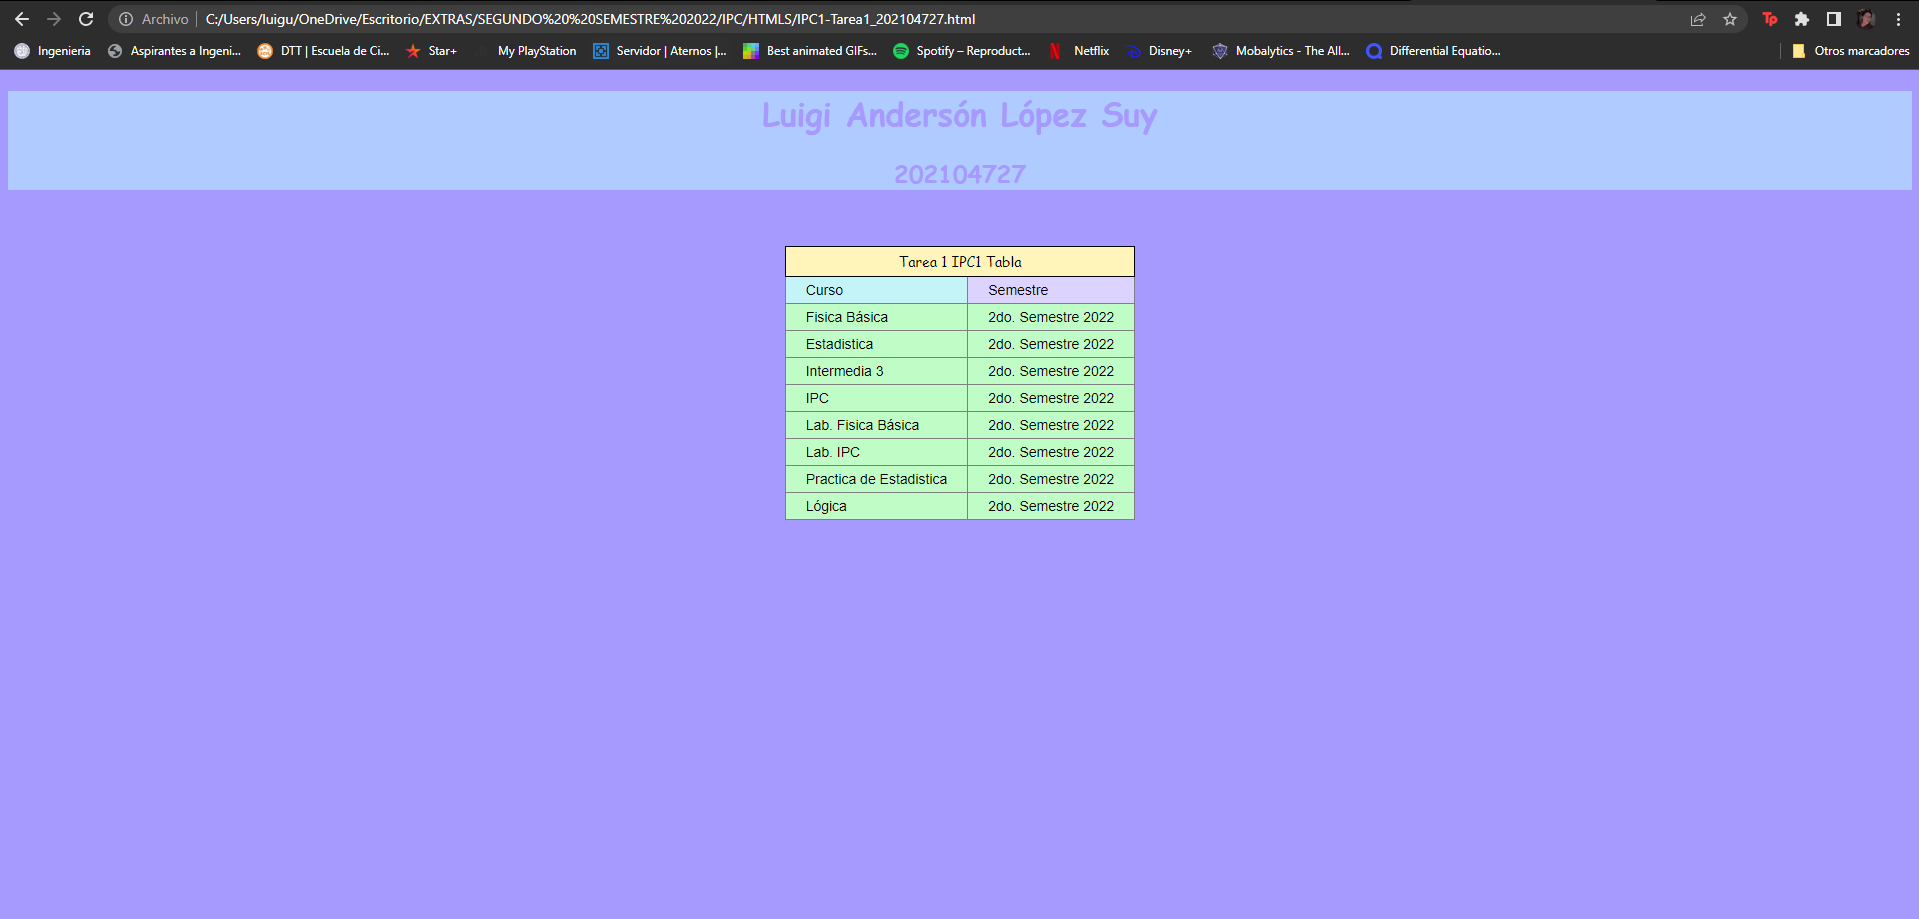 Archivo C:/Users/luigu/OneDrive/Escritorio/EXTRAS/SEGUNDO%20%20SEMESTRE%202022/IPC/HTMLS/IPC1-Tarea1_202104727.html Tp
Ingenieria Aspirantes a Ingeni... DTT | Escuela de Ci... Star+ My PlayStation Servidor | Aternos |... Best animated GIFs... Spotify – Reproduct... Netflix Disney+ Mobalytics - The All... Differential Equatio... Otros marcadores
Luigi Andersón López Suy
202104727
Tarea 1 IPC1 Tabla
Curso Semestre
Fisica Básica 2do. Semestre 2022
Estadistica 2do. Semestre 2022
Intermedia 3 2do. Semestre 2022
IPC 2do. Semestre 2022
Lab. Fisica Básica 2do. Semestre 2022
Lab. IPC 2do. Semestre 2022
Practica de Estadistica 2do. Semestre 2022
Lógica 2do. Semestre 2022